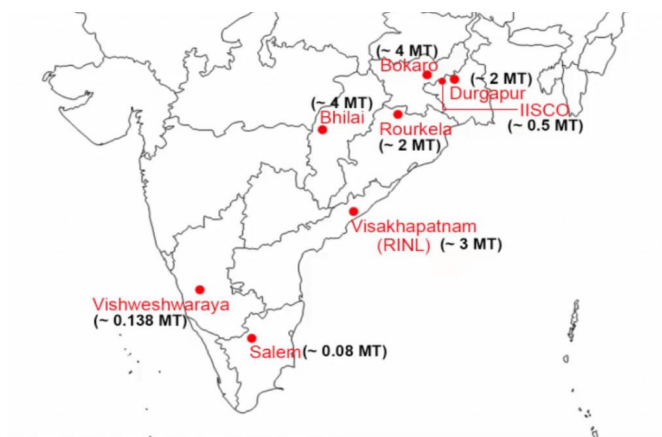 (~ 4 MT)
Bokaro
(~ 2 MT)
Durgapur
IISCO
(~ 0.5 MT)
(~ 4 MT)
Bhilai
Rourkela
(~ 2 MT)
Visakhapatnam
(RINL) (~ 3 MT)
Vishweshwaraya
(~ 0.138 MT)
Salem (~ 0.08 MT)